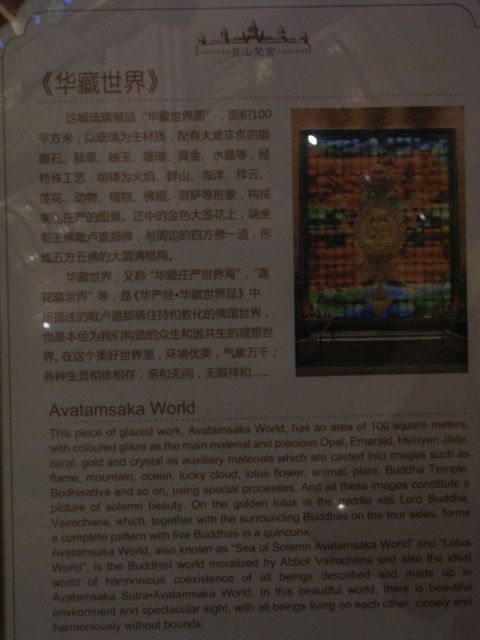 灵山梵宫
《华藏世界》
这幅琉璃制品“华藏世界图”，面积100
平方米，以琉璃为主材质，配有大量珍贵的猫
眼石、翡翠、岫玉、珊瑚、黄金、水晶等，经
特殊工艺，熔铸为火焰、群山、海洋、祥云、
莲花、动物、植物、佛殿、菩萨等形象，构成
美丽庄严的图景。正中的金色大莲花上，端坐
着主佛毗卢遮那佛，与周边的四方佛一道，形
成五方五佛的大圆满格局。
华藏世界，又称“华藏庄严世界海”，“莲
花藏世界”等，是《华严经·华藏世界品》中
所描述的毗卢遮那佛住持和教化的佛国世界，
也是本经为我们构造的众生和谐共生的理想世
界。在这个美好世界里，环境优美，气象万千；
各种生灵相依相存，亲和无间，无限祥和……
Avatamsaka World
This piece of glazed work, Avatamsaka World, has an area of 100 square meters,
with coloured glaze as the main material and precious Opal, Emerald, Hsiuyen Jade,
coral, gold and crystal as auxiliary materials which are casted into images such as
flame, mountain, ocean, lucky cloud, lotus flower, animal, plant, Buddha Temple,
Bodhisattva and so on, using special processes. And all these images constitute a
picture of solemn beauty. On the golden lotus in the middle sits Lord Buddha,
Vairochana, which, together with the surrounding Buddhas on the four sides, forms
a complete pattern with five Buddhas in a quincunx.
Avatamsaka World, also known as “Sea of Solemn Avatamsaka World” and “Lotus
World”, is the Buddhist world moralized by Abbot Vairochana and also the ideal
world of harmonious coexistence of all beings described and made up in
Avatamsaka Sutra•Avatamsaka World. In this beautiful world, there is beautiful
environment and spectacular sight, with all beings living on each other, closely and
harmoniously without bounds.